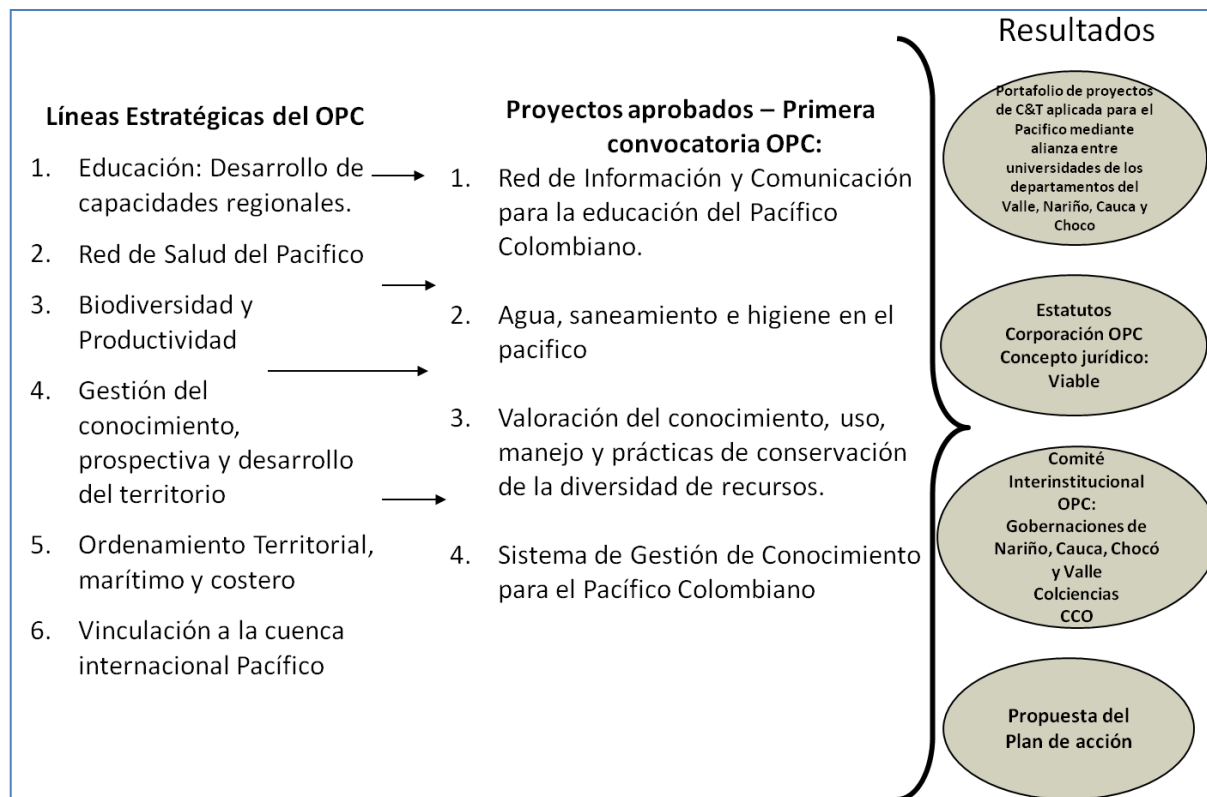 Líneas Estratégicas del OPC
1. Educación: Desarrollo de
capacidades regionales.
2. Red de Salud del Pacifico
3. Biodiversidad y
Productividad
4. Gestión del
conocimiento,
prospectiva y desarrollo
del territorio
5. Ordenamiento Territorial,
marítimo y costero
6. Vinculación a la cuenca
internacional Pacífico
Proyectos aprobados – Primera
convocatoria OPC:
1. Red de Información y Comunicación
para la educación del Pacífico
Colombiano.
2. Agua, saneamiento e higiene en el
pacifico
3. Valoración del conocimiento, uso,
manejo y prácticas de conservación
de la diversidad de recursos.
4. Sistema de Gestión de Conocimiento
para el Pacífico Colombiano
Resultados
Portafolio de proyectos
de C&T aplicada para el
Pacifico mediante
alianza entre
universidades de los
departamentos del
Valle, Nariño, Cauca y
Choco
Estatutos
Corporación OPC
Concepto jurídico:
Viable
Comité
Interinstitucional
OPC:
Gobernaciones de
Nariño, Cauca, Chocó
y Valle
Colciencias
CCO
Propuesta del
Plan de acción